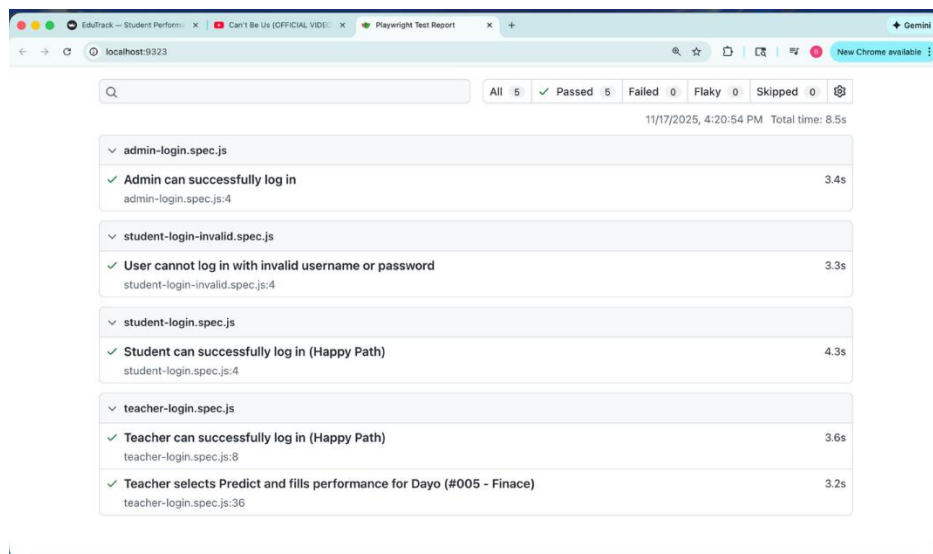 EduTrack — Student Perform
Can't Be Us (OFFICIAL VIDEO
Playwright Test Report
Gemini
localhost:9323
New Chrome available
All 5
Passed 5
Failed 0
Flaky 0
Skipped 0
11/17/2025, 4:20:54 PM Total time: 8.5s
admin-login.spec.js
Admin can successfully log in 3.4s
admin-login.spec.js:4
student-login-invalid.spec.js
User cannot log in with invalid username or password 3.3s
student-login-invalid.spec.js:4
student-login.spec.js
Student can successfully log in (Happy Path) 4.3s
student-login.spec.js:4
teacher-login.spec.js
Teacher can successfully log in (Happy Path) 3.6s
teacher-login.spec.js:8
Teacher selects Predict and fills performance for Dayo (#005 - Finace) 3.2s
teacher-login.spec.js:36